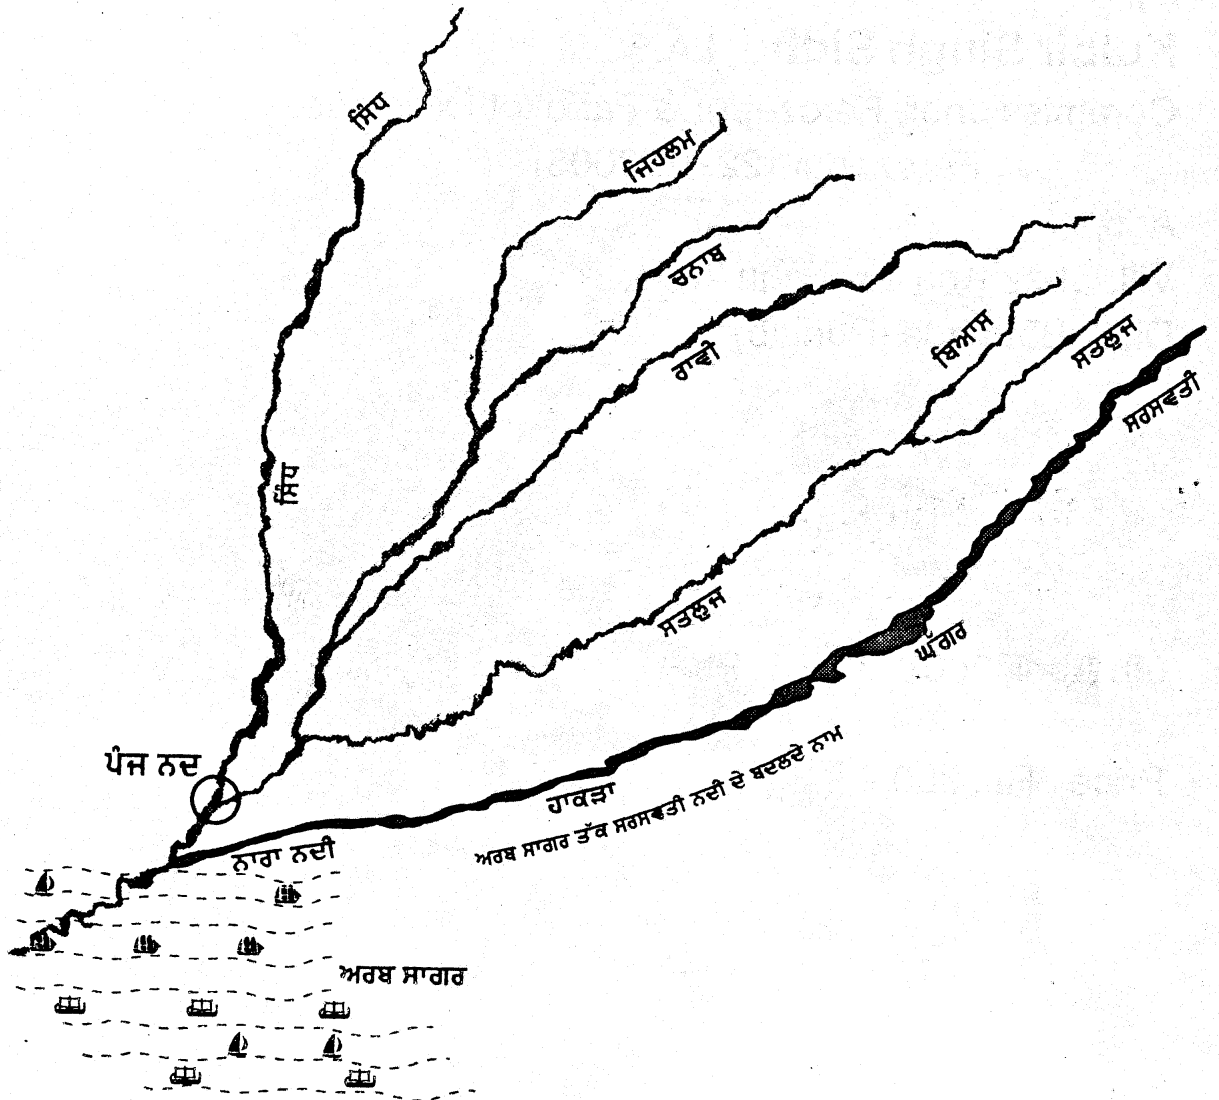 ਸਿੰਧ
ਜਿਹਲਮ
ਚਨਾਬ
ਰਾਵੀ
ਬਿਆਸ
ਸਤਲੁਜ
ਸਰਸਵਤੀ
ਸਿੰਧ
ਸਤਲੁਜ
ਘੱਗਰ
ਪੰਜ ਨਦ
ਹਾਕੜਾ
ਅਰਬ ਸਾਗਰ ਤੱਕ ਸਰਸਵਤੀ ਨਦੀ ਦੇ ਬਦਲਦੇ ਨਾਮ
ਨਾਰਾ ਨਦੀ
ਅਰਬ ਸਾਗਰ